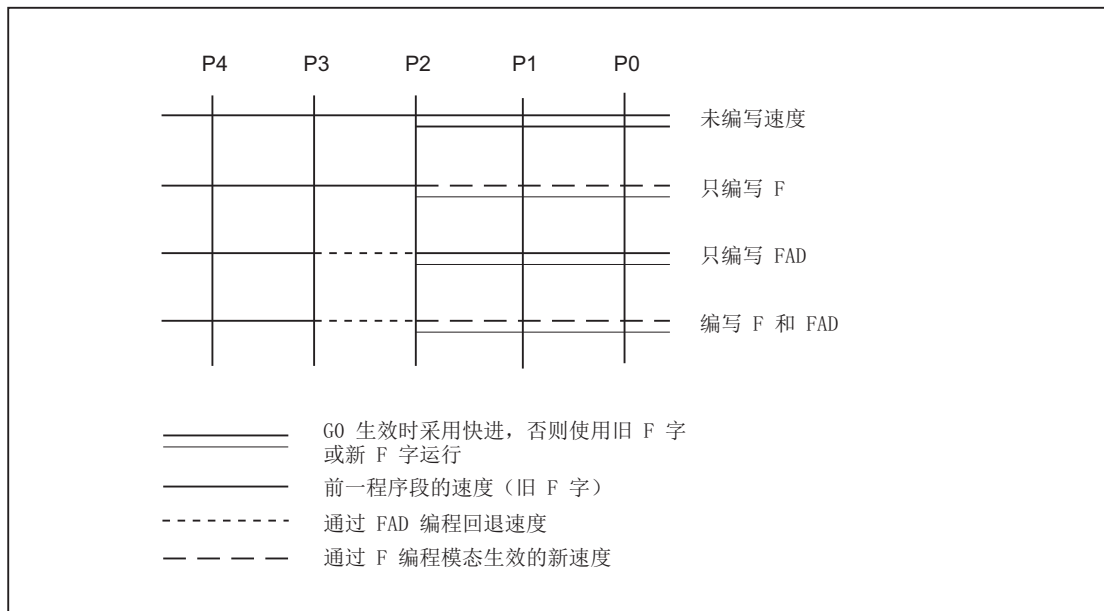 P4 P3 P2 P1 P0
未编写速度
只编写 F
只编写 FAD
编写 F 和 FAD
G0 生效时采用快进，否则使用旧 F 字
或新 F 字运行
前一程序段的速度（旧 F 字）
通过 FAD 编程回退速度
通过 F 编程模态生效的新速度